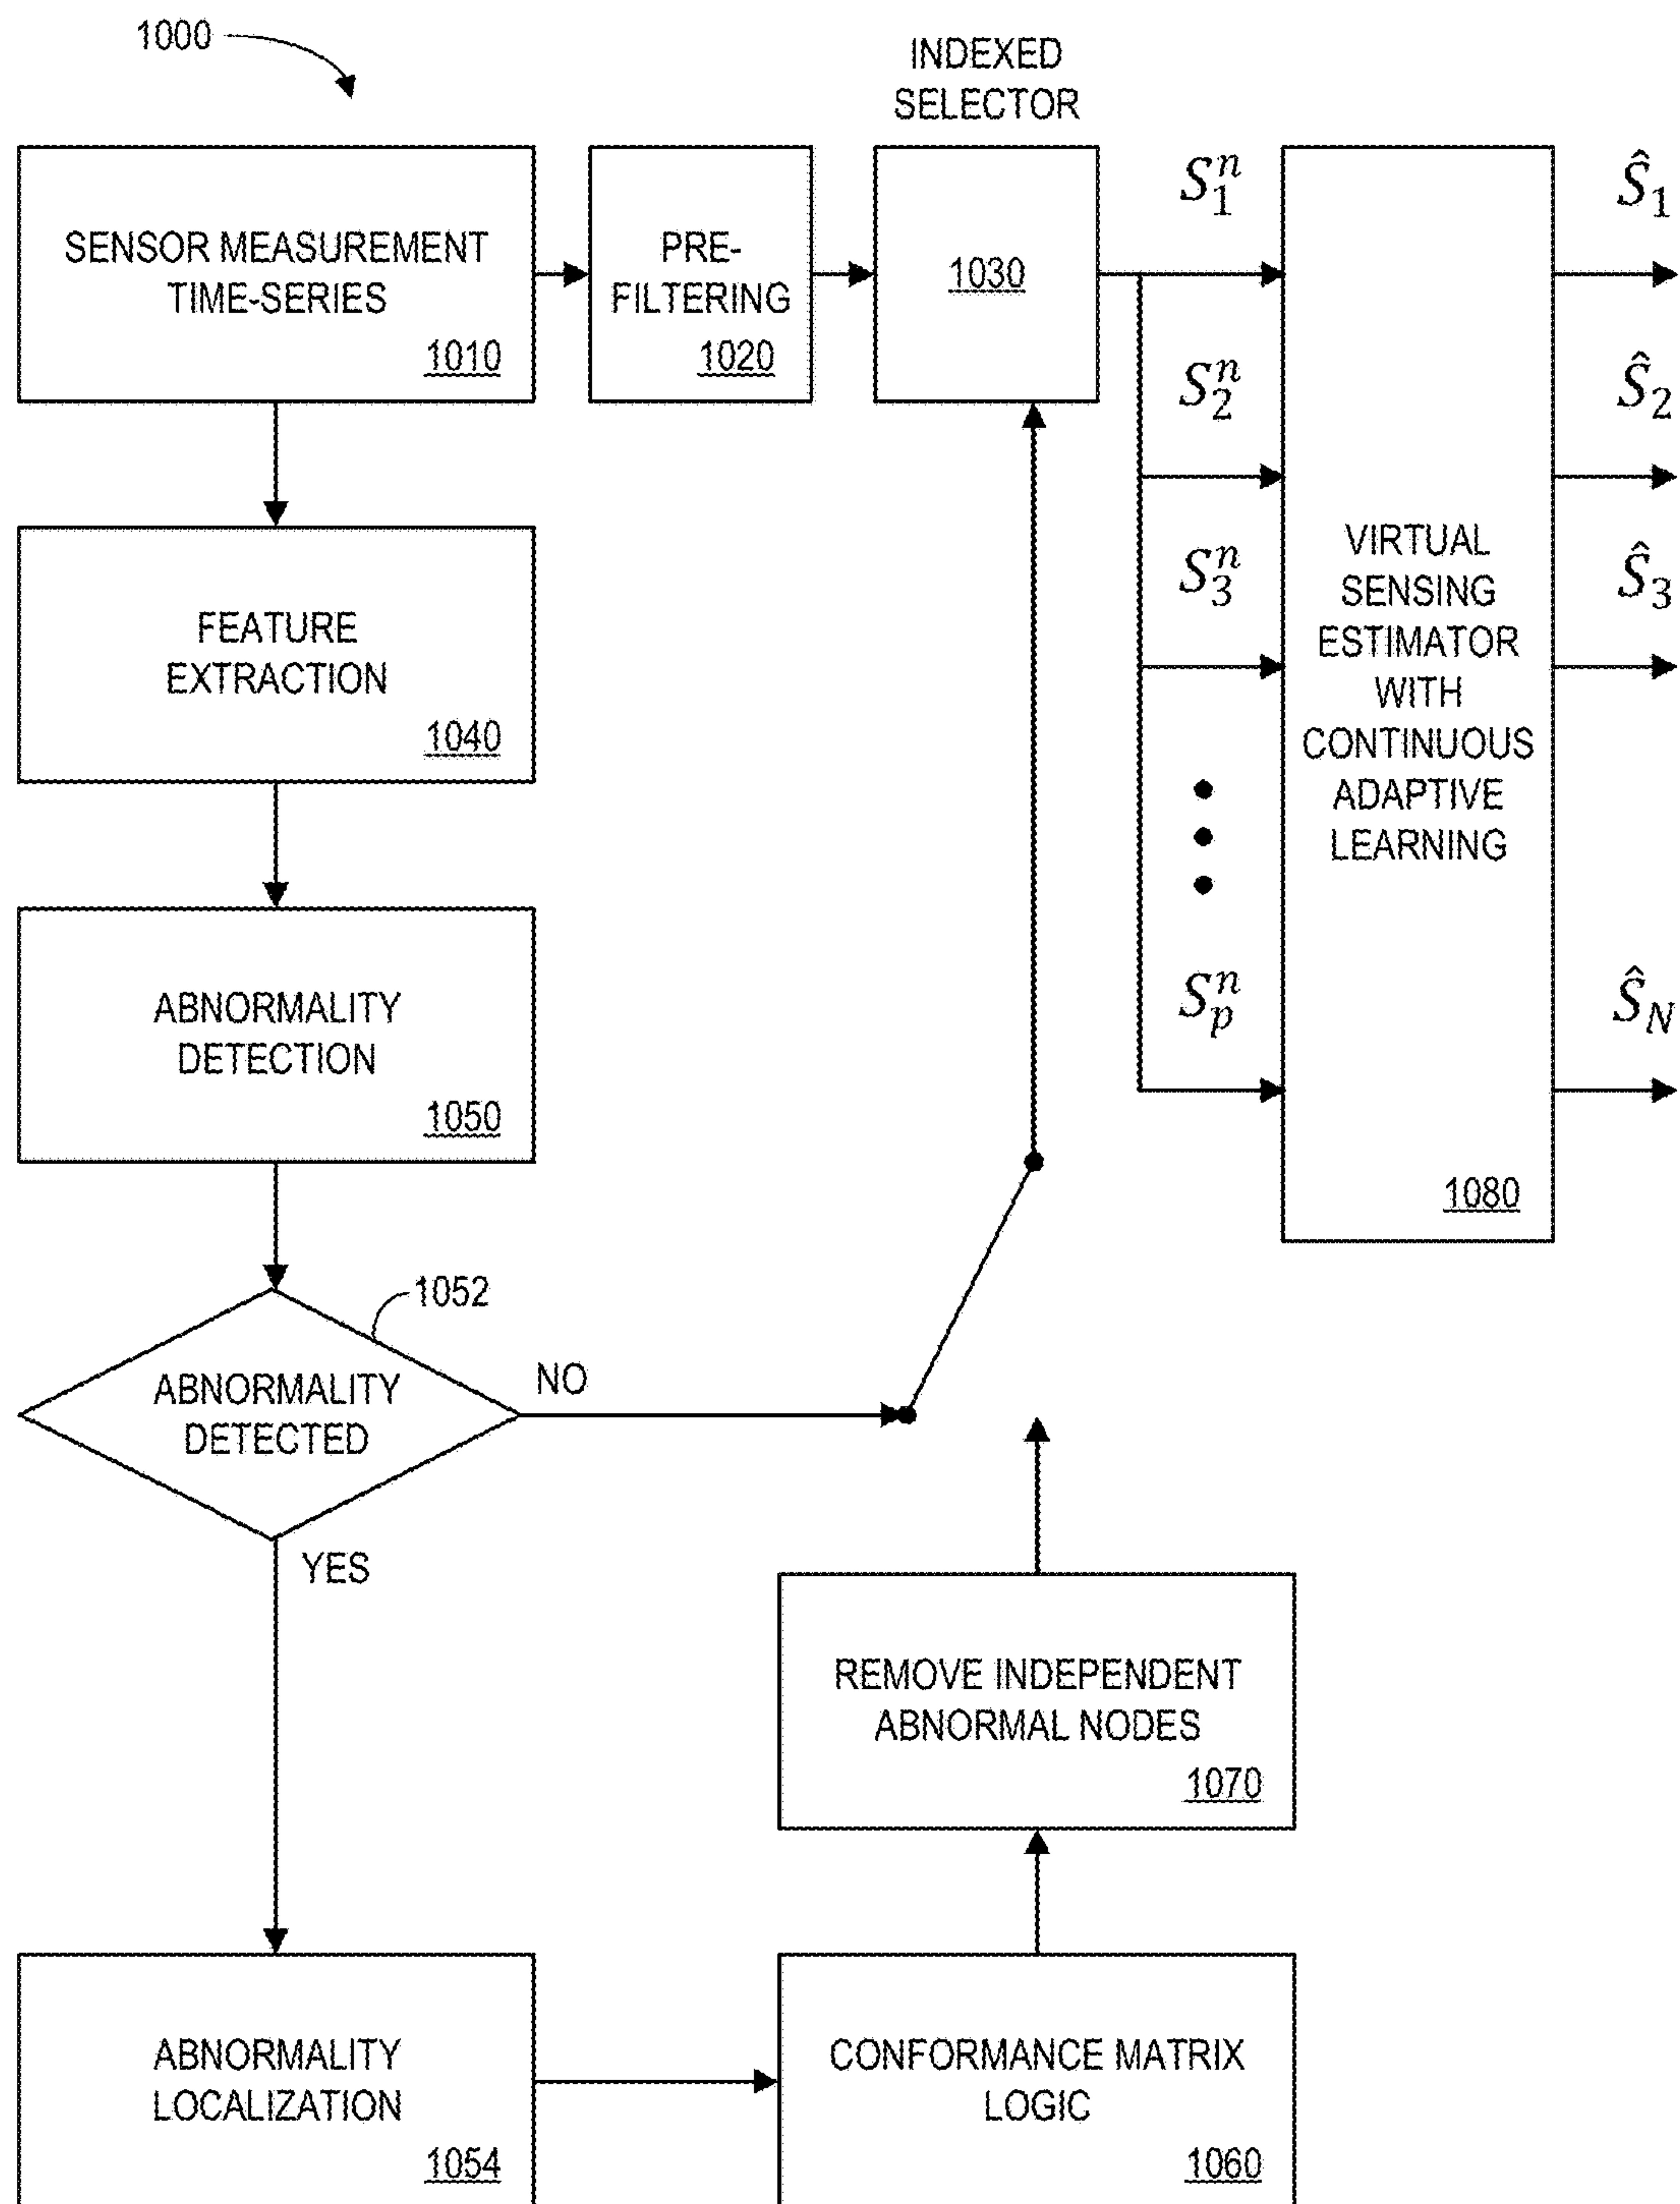 1000
INDEXED
SELECTOR
SENSOR MEASUREMENT
TIME-SERIES
1010
PRE-
FILTERING
1020
1030
S_1^n
S_2^n
S_3^n
S_p^n
VIRTUAL
SENSING
ESTIMATOR
WITH
CONTINUOUS
ADAPTIVE
LEARNING
1080
Ŝ_1
Ŝ_2
Ŝ_3
Ŝ_N
FEATURE
EXTRACTION
1040
ABNORMALITY
DETECTION
1050
1052
ABNORMALITY
DETECTED
NO
YES
REMOVE INDEPENDENT
ABNORMAL NODES
1070
ABNORMALITY
LOCALIZATION
1054
CONFORMANCE MATRIX
LOGIC
1060